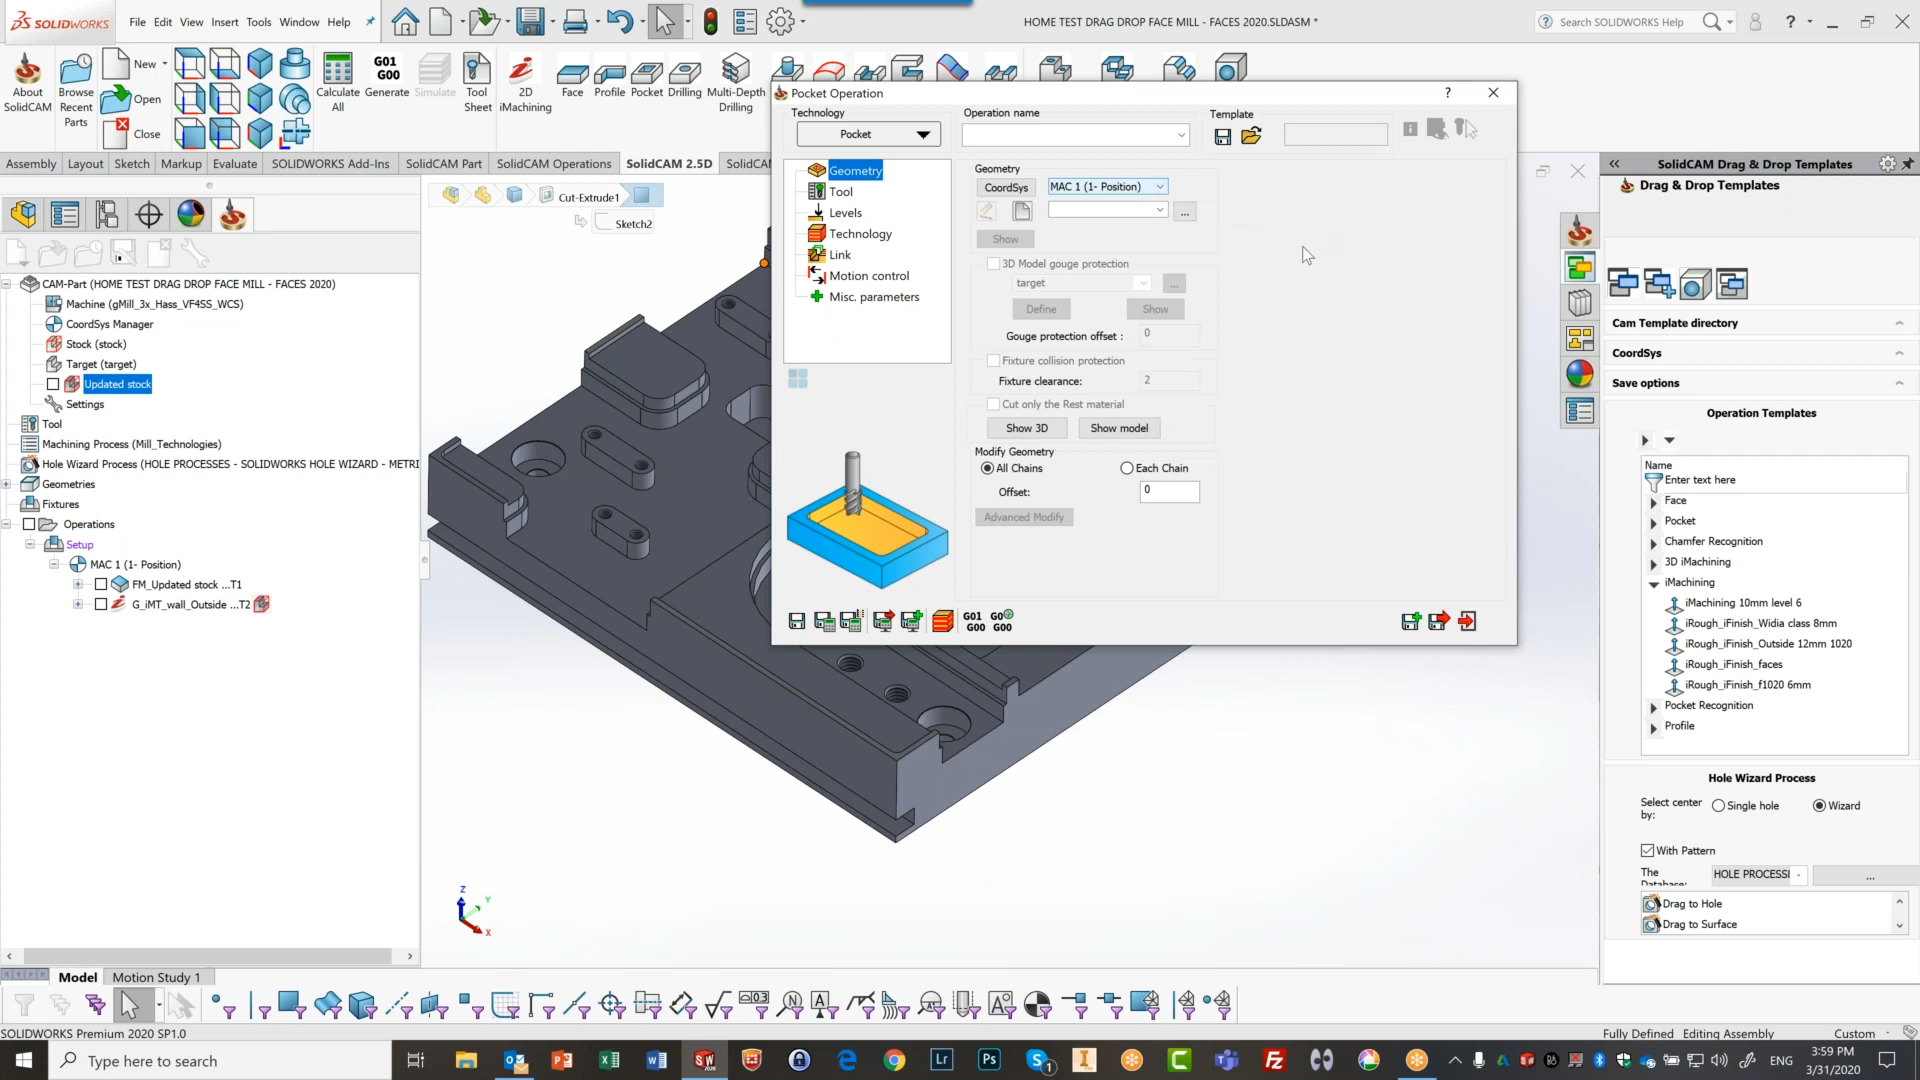 SOLIDWORKS
File Edit View Insert Tools Window Help
HOME TEST DRAG DROP FACE MILL - FACES 2020.SLDASM *
Search SOLIDWORKS Help
About SolidCAM
Browse Recent Parts
New
Open
Close
Calculate All
G01 G00
Generate
Simulate
Tool Sheet
2D iMachining
Face
Profile
Pocket
Drilling
Multi-Depth Drilling
Assembly Layout Sketch Markup Evaluate SOLIDWORKS Add-Ins SolidCAM Part SolidCAM Operations SolidCAM 2.5D SolidCA
Cut-Extrude1
Sketch2
CAM-Part (HOME TEST DRAG DROP FACE MILL - FACES 2020)
Machine (gMill_3x_Hass_VF4SS_WCS)
CoordSys Manager
Stock (stock)
Target (target)
Updated stock
Settings
Tool
Machining Process (Mill_Technologies)
Hole Wizard Process (HOLE PROCESSES - SOLIDWORKS HOLE WIZARD - METRI
Geometries
Fixtures
Operations
Setup
MAC 1 (1- Position)
FM_Updated stock ...T1
G_iMT_wall_Outside ...T2
Pocket Operation
?
Technology
Pocket
Operation name
Template
Geometry
Tool
Levels
Technology
Link
Motion control
Misc. parameters
Geometry
CoordSys
MAC 1 (1- Position)
...
Show
3D Model gouge protection
target
...
Define
Show
Gouge protection offset :
0
Fixture collision protection
Fixture clearance:
2
Cut only the Rest material
Show 3D
Show model
Modify Geometry
All Chains
Each Chain
Offset:
0
Advanced Modify
G01 G00
G0 G00
SolidCAM Drag & Drop Templates
Drag & Drop Templates
Cam Template directory
CoordSys
Save options
Operation Templates
Name
Enter text here
Face
Pocket
Chamfer Recognition
3D iMachining
iMachining
iMachining 10mm level 6
iRough_iFinish_Widia class 8mm
iRough_iFinish_Outside 12mm 1020
iRough_iFinish_faces
iRough_iFinish_f1020 6mm
Pocket Recognition
Profile
Hole Wizard Process
Select center by:
Single hole
Wizard
With Pattern
The Database:
HOLE PROCESSI
...
Drag to Hole
Drag to Surface
Z
Y
X
Model
Motion Study 1
SOLIDWORKS Premium 2020 SP1.0
Fully Defined
Editing Assembly
Custom
Type here to search
ENG
3:59 PM
3/31/2020